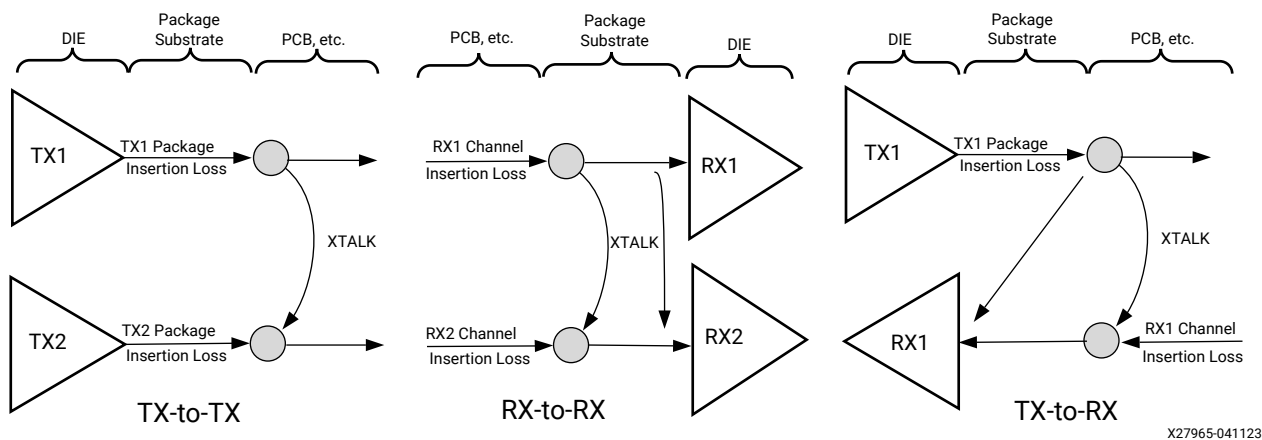 DIE
Package
Substrate
PCB, etc.
TX1
TX1 Package
Insertion Loss
XTALK
TX2
TX2 Package
Insertion Loss
TX-to-TX
PCB, etc.
Package
Substrate
DIE
RX1 Channel
Insertion Loss
RX1
XTALK
RX2 Channel
Insertion Loss
RX2
RX-to-RX
DIE
Package
Substrate
PCB, etc.
TX1
TX1 Package
Insertion Loss
XTALK
RX1
RX1 Channel
Insertion Loss
TX-to-RX
X27965-041123